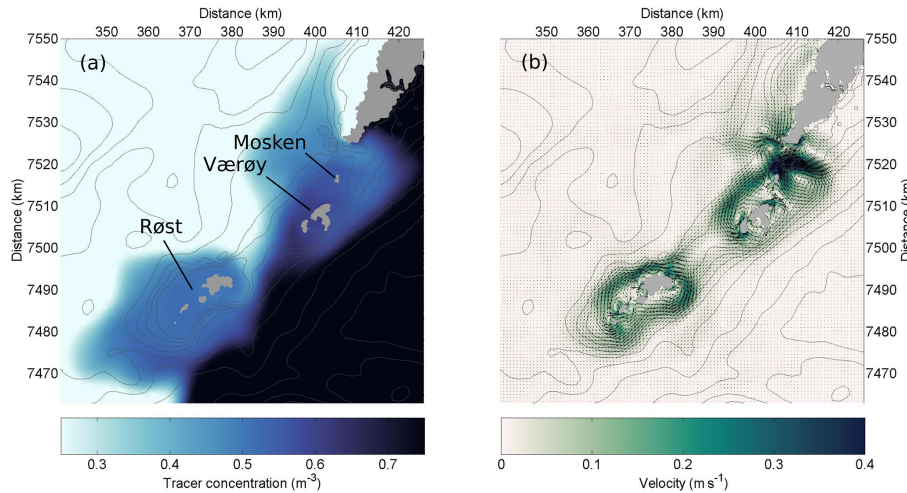 Distance (km)
350 360 370 380 390 400 410 420
7550
7540
7530
7520
7510
7500
7490
7480
7470
Distance (km)
(a)
Mosken
Værøy
Røst
0.3 0.4 0.5 0.6 0.7
Tracer concentration (m⁻³)
Distance (km)
350 360 370 380 390 400 410 420
(b)
7550
7540
7530
7520
7510
7500
7490
7480
7470
Distance (km)
0 0.1 0.2 0.3 0.4
Velocity (m s⁻¹)